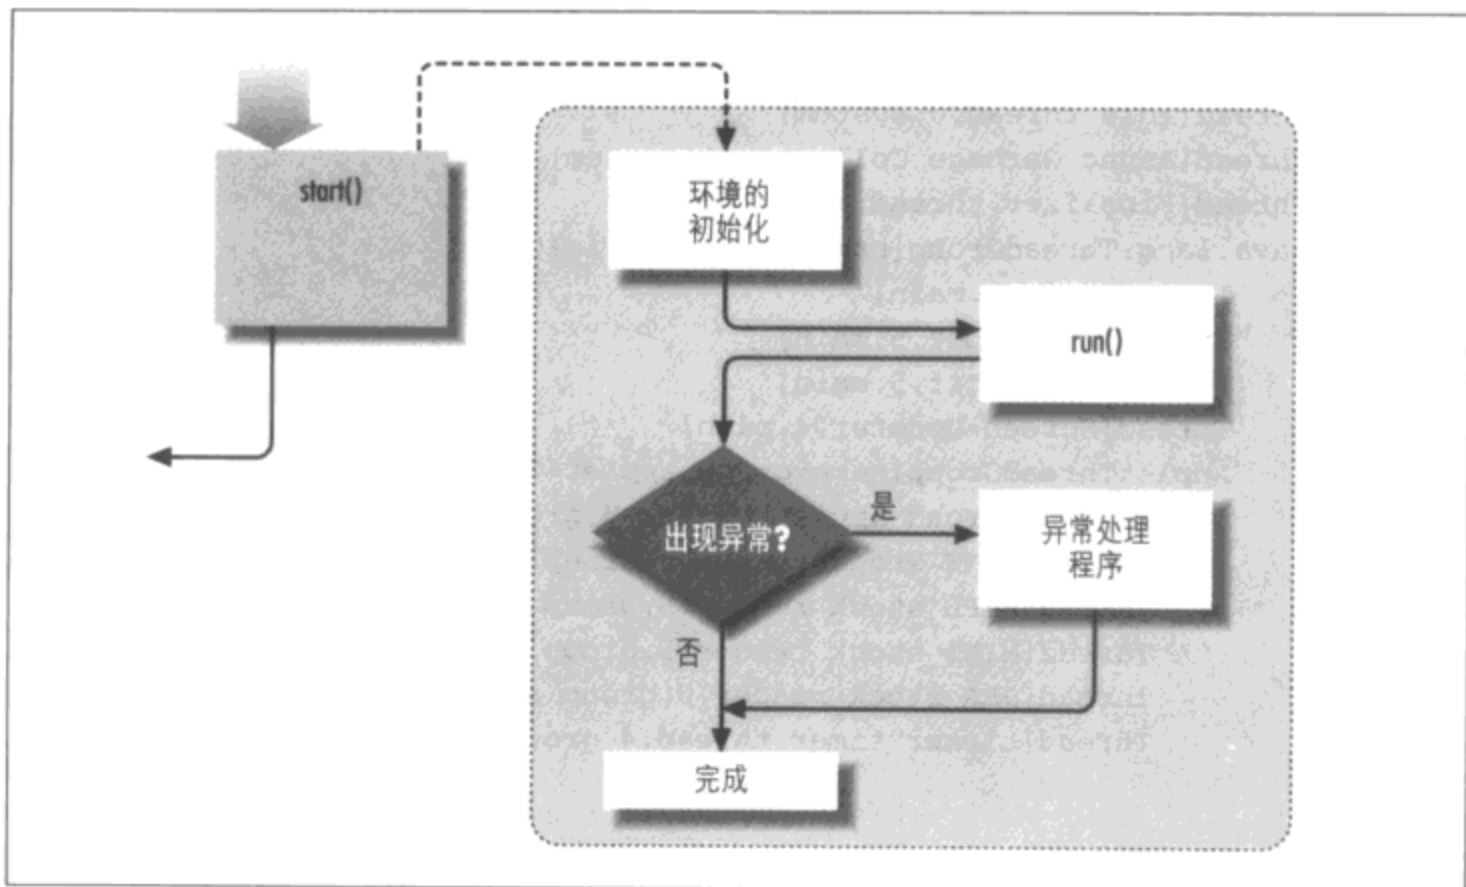 start()
环境的
初始化
run()
出现异常?
是
异常处理
程序
否
完成